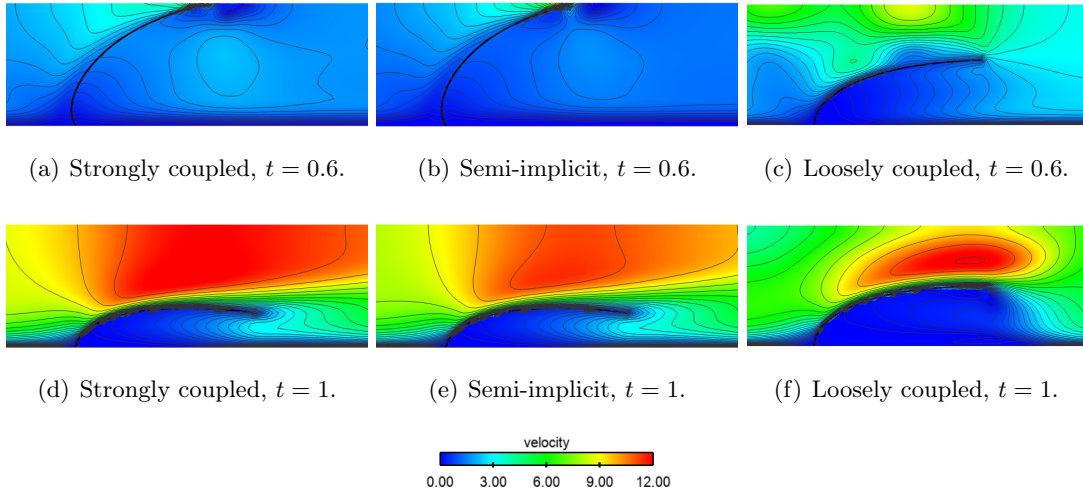 (a) Strongly coupled, t = 0.6.
(b) Semi-implicit, t = 0.6.
(c) Loosely coupled, t = 0.6.
(d) Strongly coupled, t = 1.
(e) Semi-implicit, t = 1.
(f) Loosely coupled, t = 1.
velocity
0.00 3.00 6.00 9.00 12.00